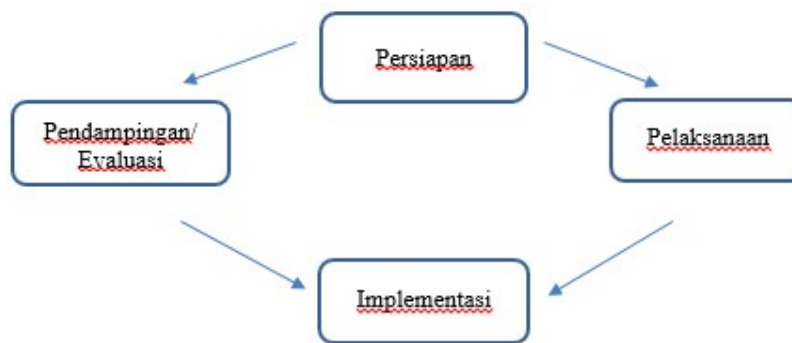 Persiapan
Pendampingan/
Evaluasi
Pelaksanaan
Implementasi